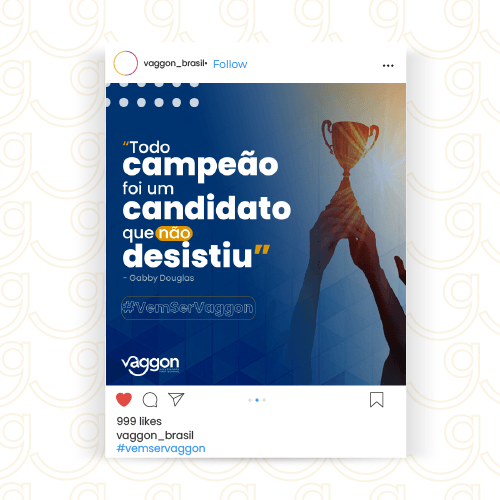 vaggon_brasil• Follow
“Todo
campeão
foi um
candidato
que não
desistiu”
- Gabby Douglas
#VemSerVaggon
vaggon
999 likes
vaggon_brasil
#vemservaggon